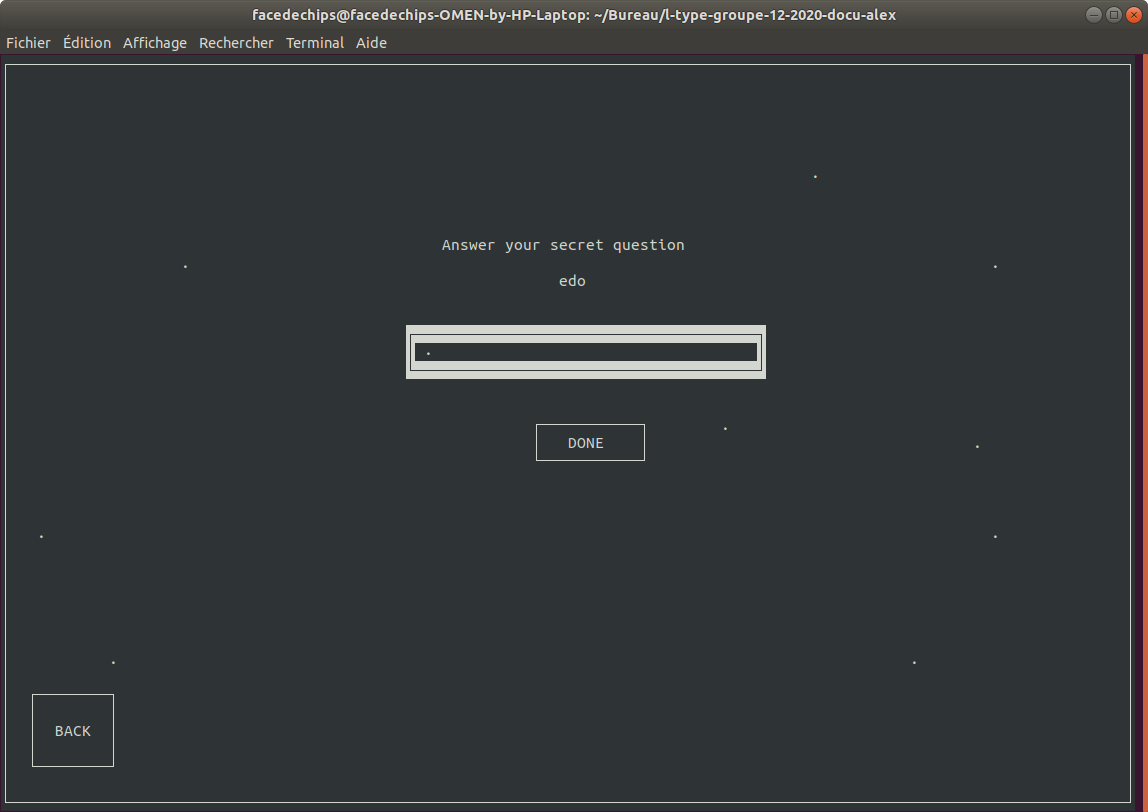 facedechips@facedechips-OMEN-by-HP-Laptop: ~/Bureau/l-type-groupe-12-2020-docu-alex
Fichier Édition Affichage Rechercher Terminal Aide
Answer your secret question
edo
DONE
BACK